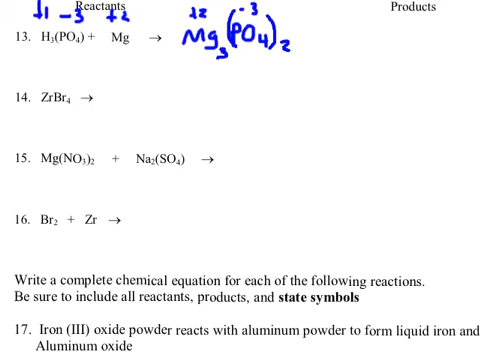 Reactants Products
+1 -3 +2 +2 -3
13. H₃(PO₄) + Mg → Mg₃(PO₄)₂
14. ZrBr₄ →
15. Mg(NO₃)₂ + Na₂(SO₄) →
16. Br₂ + Zr →
Write a complete chemical equation for each of the following reactions.
Be sure to include all reactants, products, and state symbols
17. Iron (III) oxide powder reacts with aluminum powder to form liquid iron and
Aluminum oxide